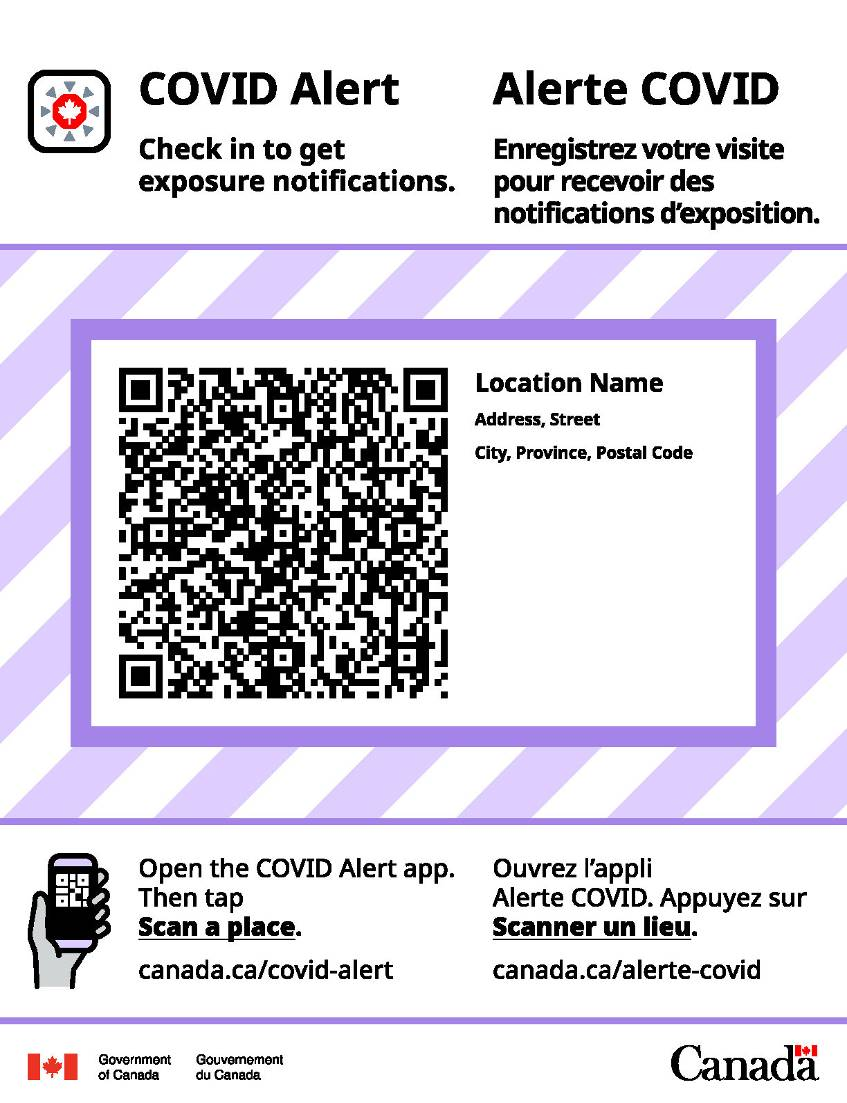 COVID Alert
Check in to get
exposure notifications.
Alerte COVID
Enregistrez votre visite
pour recevoir des
notifications d'exposition.
Location Name
Address, Street
City, Province, Postal Code
Open the COVID Alert app.
Then tap
Scan a place.
canada.ca/covid-alert
Ouvrez l'appli
Alerte COVID. Appuyez sur
Scanner un lieu.
canada.ca/alerte-covid
Government
of Canada
Gouvernement
du Canada
Canada